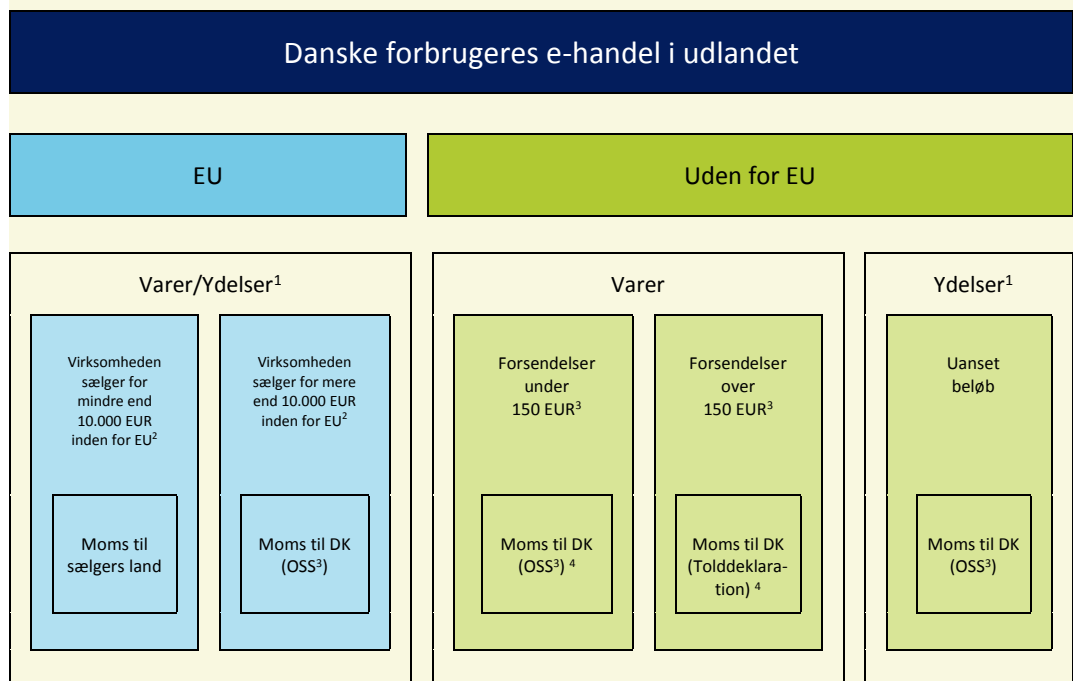 Danske forbrugeres e-handel i udlandet
EU
Uden for EU
Varer/Ydelser¹
Virksomheden
sælger for
mindre end
10.000 EUR
inden for EU²
Moms til
sælgers land
Virksomheden
sælger for mere
end 10.000 EUR
inden for EU²
Moms til DK
(OSS³)
Varer
Forsendelser
under
150 EUR³
Moms til DK
(OSS³) ⁴
Forsendelser
over
150 EUR³
Moms til DK
(Tolddeklara-
tion) ⁴
Ydelser¹
Uanset
beløb
Moms til DK
(OSS³)